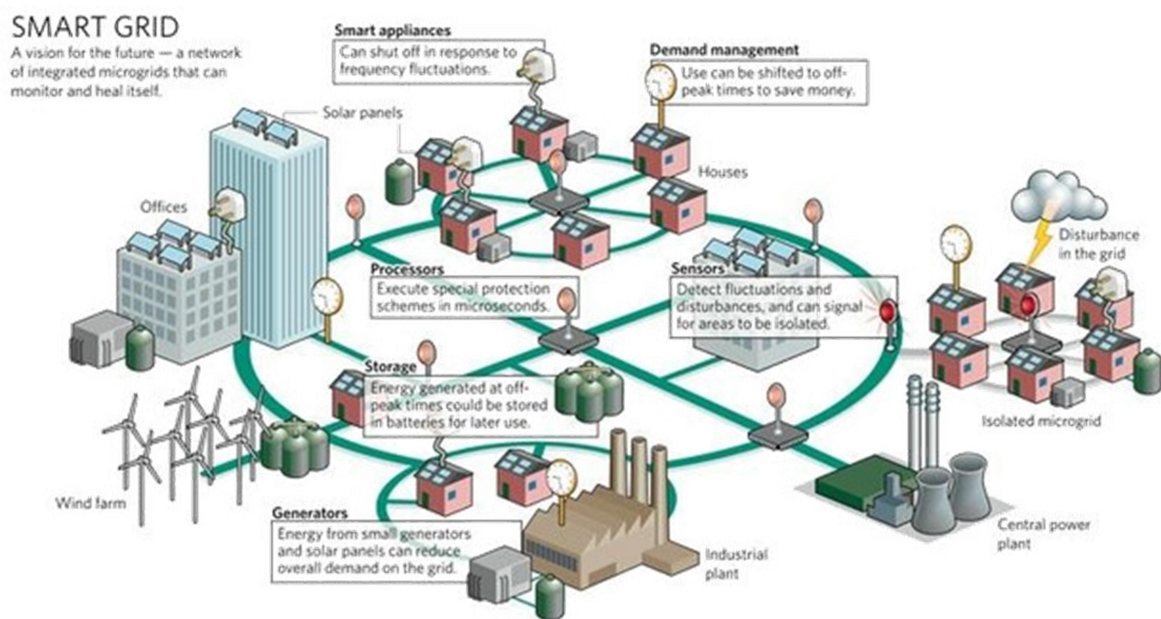 SMART GRID
A vision for the future — a network
of integrated microgrids that can
monitor and heal itself.
Smart appliances
Can shut off in response to
frequency fluctuations.
Demand management
Use can be shifted to off-
peak times to save money.
Solar panels
Houses
Offices
Disturbance
in the grid
Processors
Execute special protection
schemes in microseconds.
Sensors
Detect fluctuations and
disturbances, and can signal
for areas to be isolated.
Storage
Energy generated at off-
peak times could be stored
in batteries for later use.
Isolated microgrid
Wind farm
Generators
Energy from small generators
and solar panels can reduce
overall demand on the grid.
Industrial
plant
Central power
plant